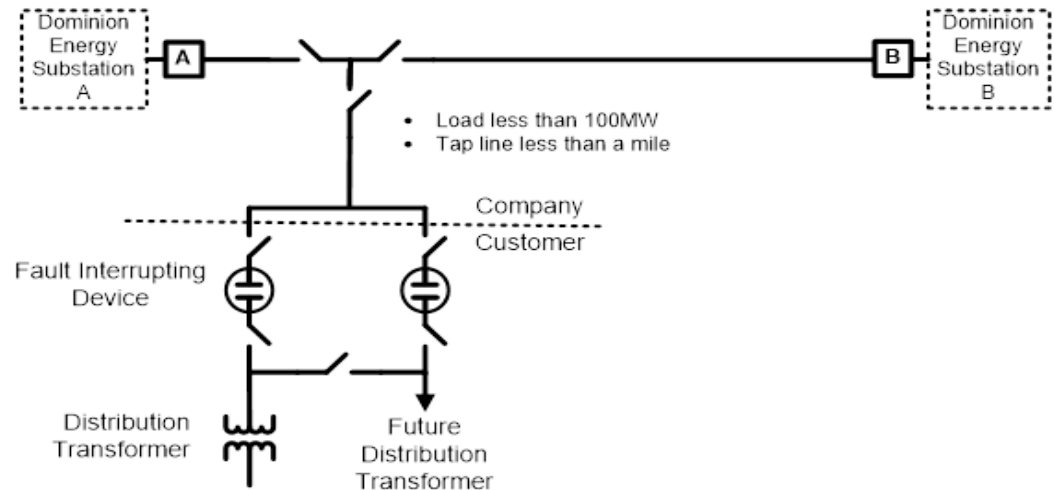 Dominion
Energy
Substation
A
A
B
Dominion
Energy
Substation
B
• Load less than 100MW
• Tap line less than a mile
Company
Customer
Fault Interrupting
Device
Distribution
Transformer
Future
Distribution
Transformer